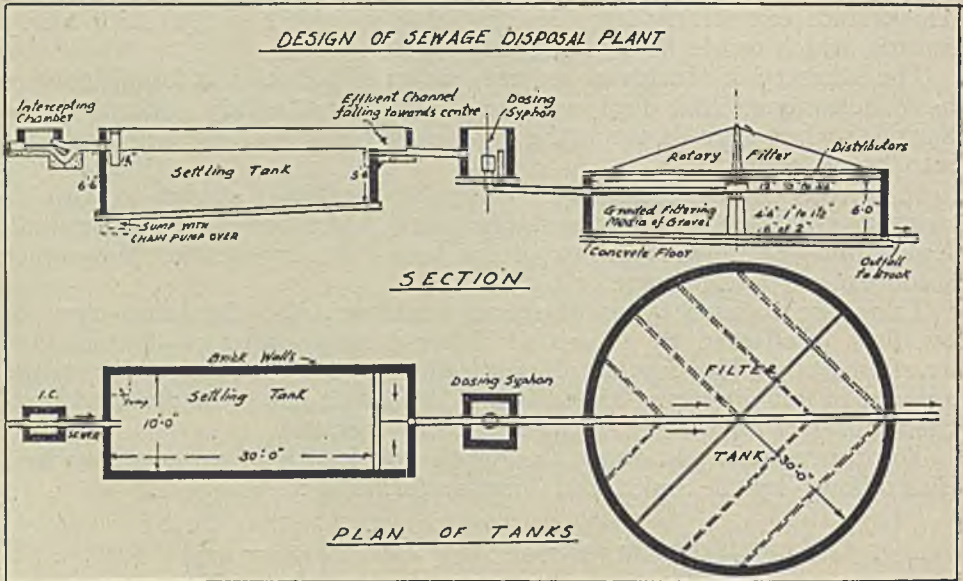 DESIGN OF SEWAGE DISPOSAL PLANT
Intercepting
Chamber
Effluent Channel
falling towards centre
Dosing
Syphon
Settling Tank
6'.6"
SUMP WITH
CHAIN PUMP OVER
Rotary Filter
Distributors
Graded Filtering
Media of Gravel
6'.0"
Concrete Floor
Outfall
to Brook
SECTION
Brick Walls
I.C.
SEWER
Settling Tank
10'.0"
30'.0"
Dosing Syphon
FILTER
TANK
30'.0"
PLAN OF TANKS